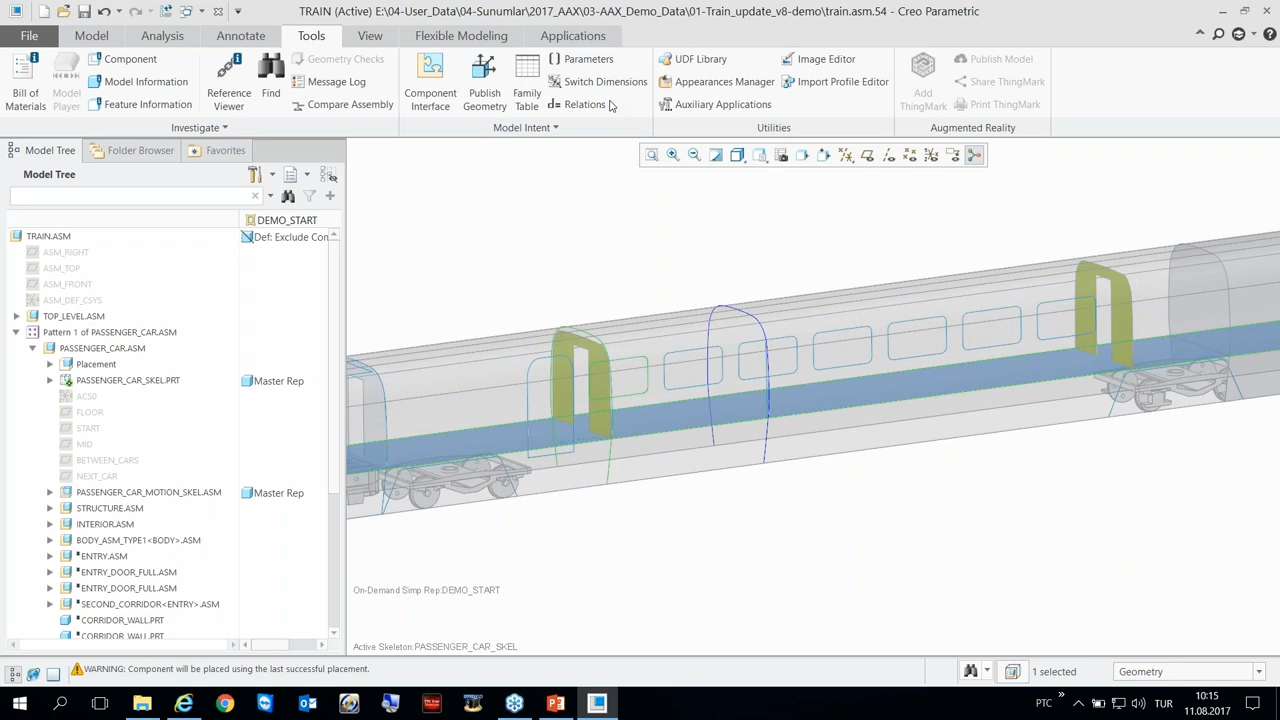 TRAIN (Active) E:\04-User_Data\04-Sunumlar\2017_AAX\03-AAX_Demo_Data\01-Train_update_v8-demo\train.asm.54 - Creo Parametric
File Model Analysis Annotate Tools View Flexible Modeling Applications
Bill of Materials
Model Player
Component
Model Information
Feature Information
Reference Viewer
Find
Geometry Checks
Message Log
Compare Assembly
Component Interface
Publish Geometry
Family Table
Parameters
Switch Dimensions
d= Relations
UDF Library
Appearances Manager
Auxiliary Applications
Image Editor
Import Profile Editor
Add ThingMark
Publish Model
Share ThingMark
Print ThingMark
Investigate Model Intent Utilities Augmented Reality
Model Tree Folder Browser Favorites
Model Tree
DEMO_START
TRAIN.ASM Def: Exclude Con
ASM_RIGHT
ASM_TOP
ASM_FRONT
ASM_DEF_CSYS
TOP_LEVEL.ASM
Pattern 1 of PASSENGER_CAR.ASM
PASSENGER_CAR.ASM
Placement
PASSENGER_CAR_SKEL.PRT Master Rep
ACS0
FLOOR
START
MID
BETWEEN_CARS
NEXT_CAR
PASSENGER_CAR_MOTION_SKEL.ASM Master Rep
STRUCTURE.ASM
INTERIOR.ASM
BODY_ASM_TYPE1<BODY>.ASM
ENTRY.ASM
ENTRY_DOOR_FULL.ASM
ENTRY_DOOR_FULL.ASM
SECOND_CORRIDOR<ENTRY>.ASM
CORRIDOR_WALL.PRT
CORRIDOR_WALL.PRT
On-Demand Simp Rep:DEMO_START
Active Skeleton:PASSENGER_CAR_SKEL
WARNING: Component will be placed using the last successful placement.
1 selected
Geometry
PTC
TUR
10:15
11.08.2017